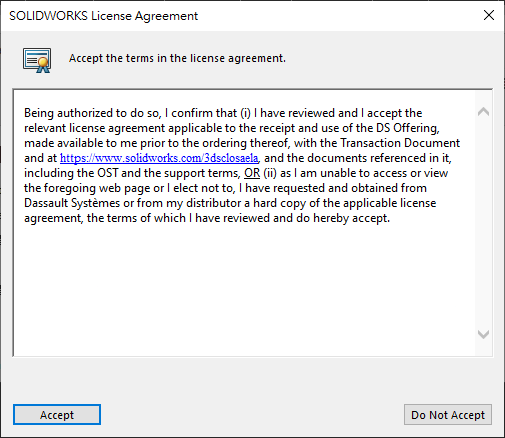 SOLIDWORKS License Agreement
Accept the terms in the license agreement.
Being authorized to do so, I confirm that (i) I have reviewed and I accept the
relevant license agreement applicable to the receipt and use of the DS Offering,
made available to me prior to the ordering thereof, with the Transaction Document
and at https://www.solidworks.com/3dsclosaela, and the documents referenced in it,
including the OST and the support terms, OR (ii) as I am unable to access or view
the foregoing web page or I elect not to, I have requested and obtained from
Dassault Systèmes or from my distributor a hard copy of the applicable license
agreement, the terms of which I have reviewed and do hereby accept.
Accept
Do Not Accept